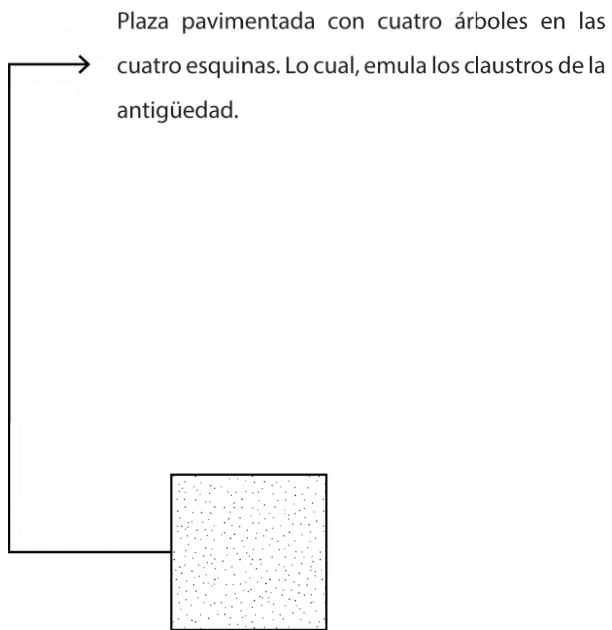 Plaza pavimentada con cuatro árboles en las
cuatro esquinas. Lo cual, emula los claustros de la
antigüedad.